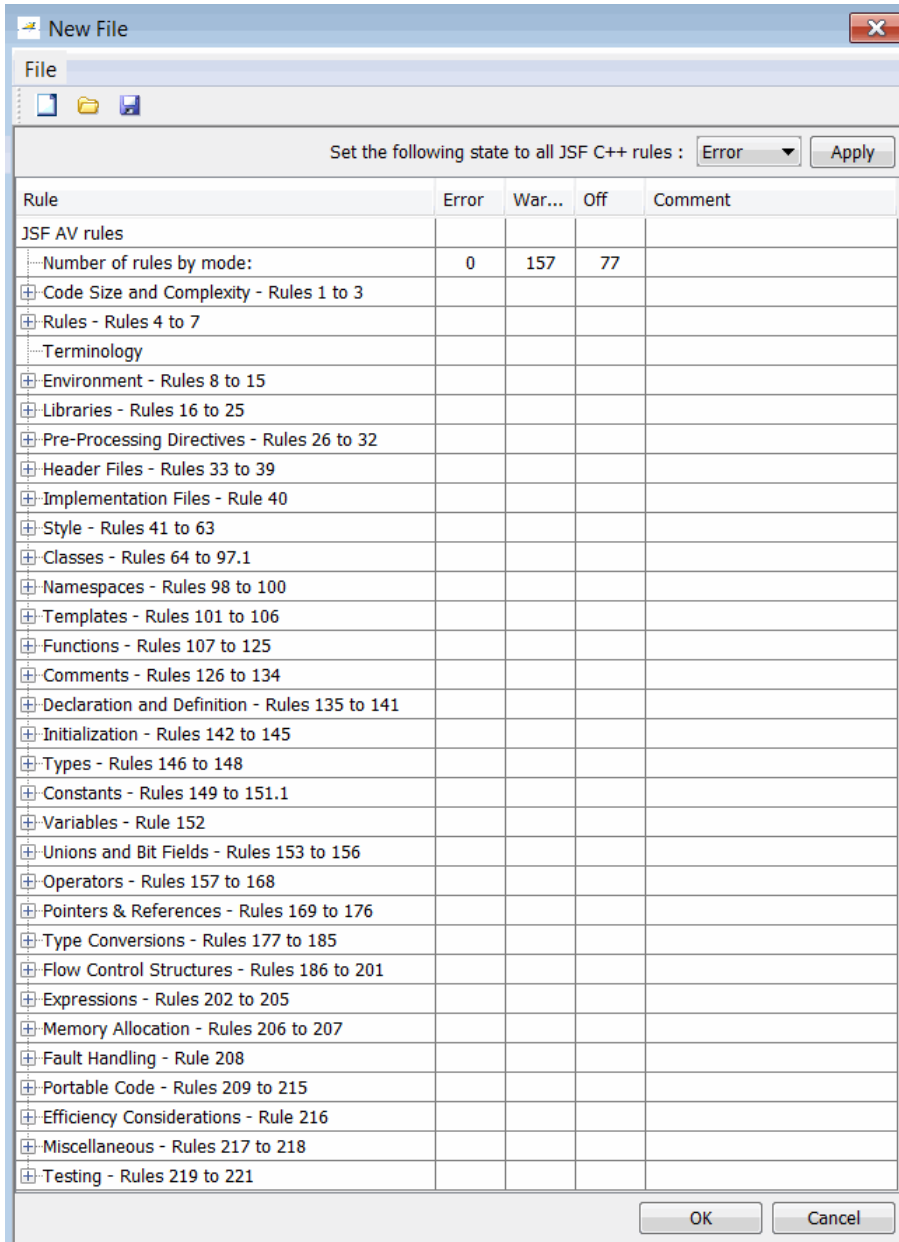 New File
File
Set the following state to all JSF C++ rules : Error Apply
Rule Error War... Off Comment
JSF AV rules
Number of rules by mode: 0 157 77
Code Size and Complexity - Rules 1 to 3
Rules - Rules 4 to 7
Terminology
Environment - Rules 8 to 15
Libraries - Rules 16 to 25
Pre-Processing Directives - Rules 26 to 32
Header Files - Rules 33 to 39
Implementation Files - Rule 40
Style - Rules 41 to 63
Classes - Rules 64 to 97.1
Namespaces - Rules 98 to 100
Templates - Rules 101 to 106
Functions - Rules 107 to 125
Comments - Rules 126 to 134
Declaration and Definition - Rules 135 to 141
Initialization - Rules 142 to 145
Types - Rules 146 to 148
Constants - Rules 149 to 151.1
Variables - Rule 152
Unions and Bit Fields - Rules 153 to 156
Operators - Rules 157 to 168
Pointers & References - Rules 169 to 176
Type Conversions - Rules 177 to 185
Flow Control Structures - Rules 186 to 201
Expressions - Rules 202 to 205
Memory Allocation - Rules 206 to 207
Fault Handling - Rule 208
Portable Code - Rules 209 to 215
Efficiency Considerations - Rule 216
Miscellaneous - Rules 217 to 218
Testing - Rules 219 to 221
OK Cancel